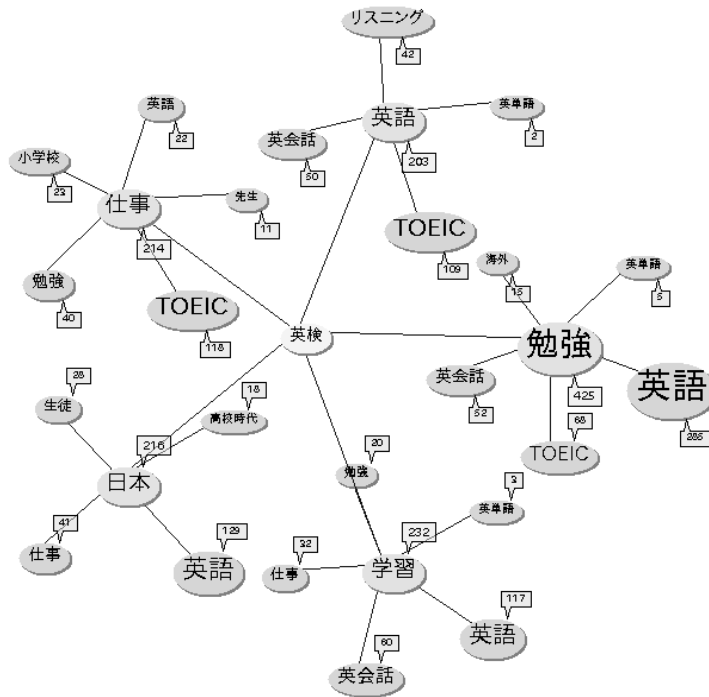 リスニング
42
英語
22
英語
英単語
2
英会話
50
203
小学校
23
仕事
先生
11
214
TOEIC
109
海外
15
英単語
5
勉強
40
TOEIC
118
英検
勉強
425
英会話
52
英語
285
28
生徒
18
高校時代
68
TOEIC
216
日本
20
勉強
3
英単語
41
仕事
129
英語
32
仕事
232
学習
117
英語
60
英会話